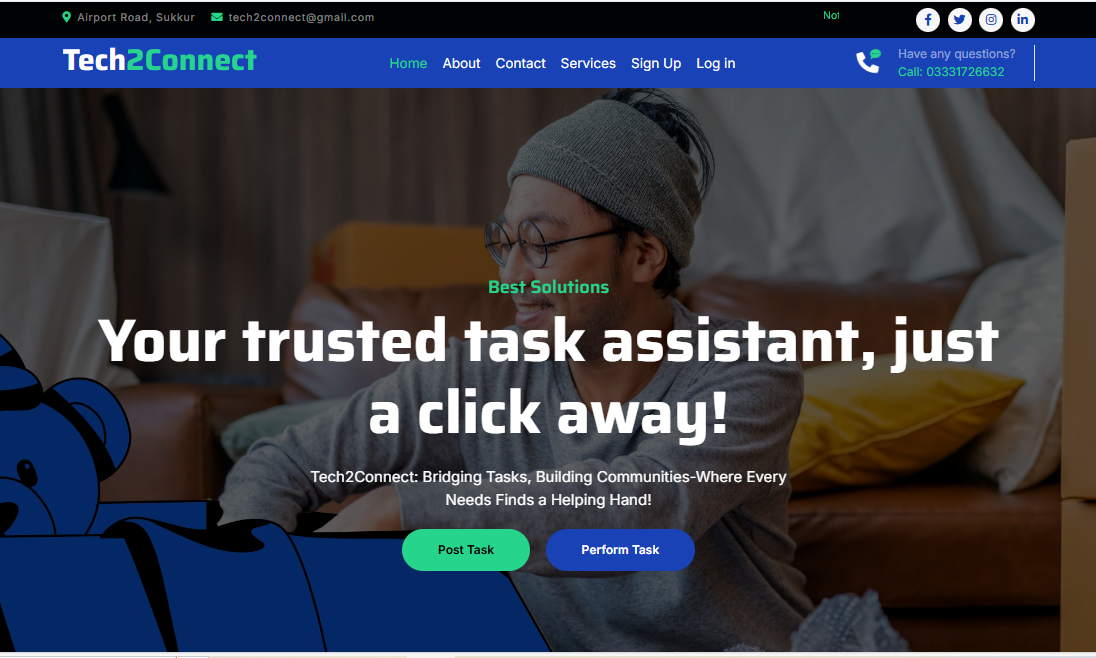 Airport Road, Sukkur tech2connect@gmail.com
Tech2Connect
Home About Contact Services Sign Up Log in
Have any questions?
Call: 03331726632
Best Solutions
Your trusted task assistant, just
a click away!
Tech2Connect: Bridging Tasks, Building Communities-Where Every
Needs Finds a Helping Hand!
Post Task Perform Task